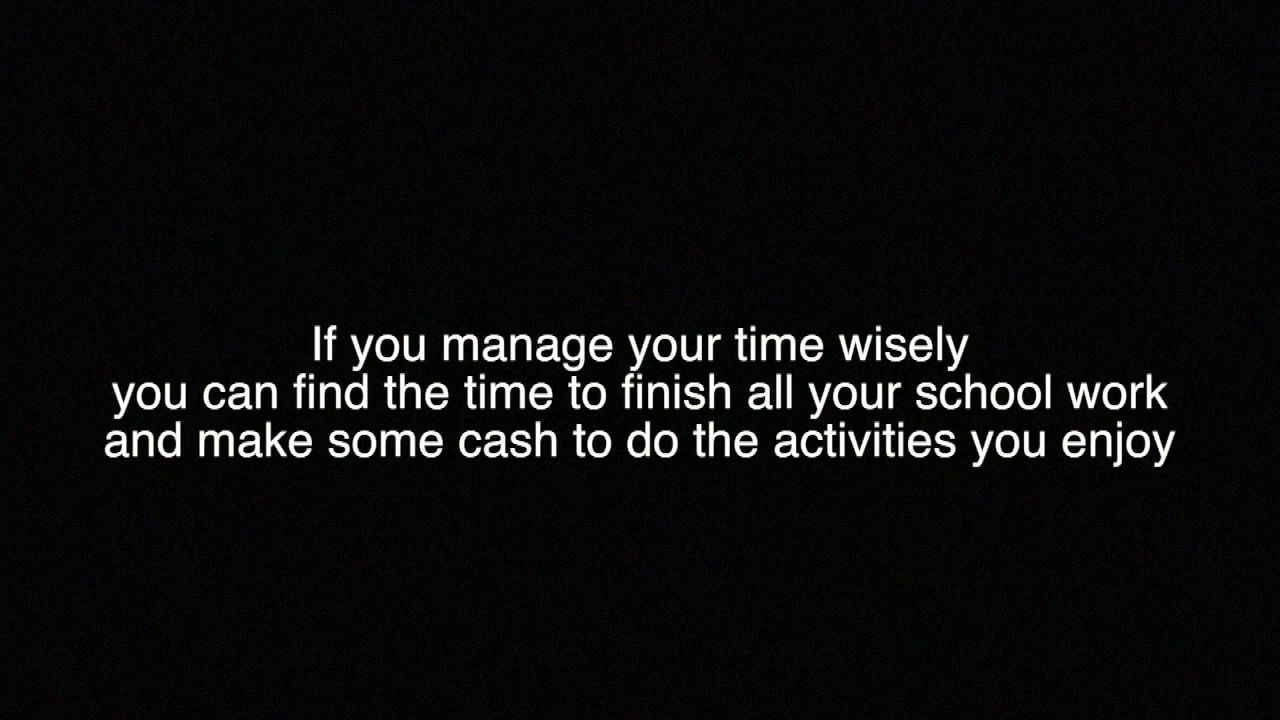 If you manage your time wisely
you can find the time to finish all your school work
and make some cash to do the activities you enjoy